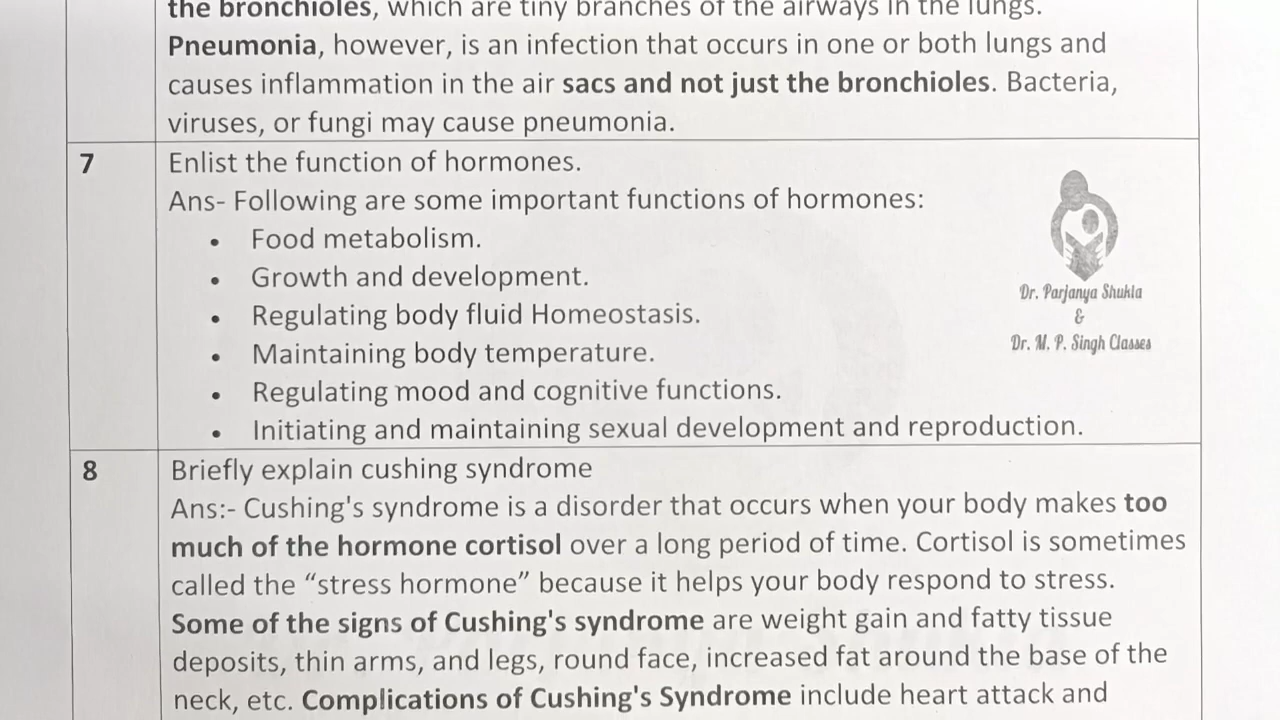 the bronchioles, which are tiny branches of the airways in the lungs.
Pneumonia, however, is an infection that occurs in one or both lungs and
causes inflammation in the air sacs and not just the bronchioles. Bacteria,
viruses, or fungi may cause pneumonia.
7
Enlist the function of hormones.
Ans- Following are some important functions of hormones:
• Food metabolism.
• Growth and development.
• Regulating body fluid Homeostasis.
• Maintaining body temperature.
• Regulating mood and cognitive functions.
• Initiating and maintaining sexual development and reproduction.
Dr. Parjanya Shukla
&
Dr. M. P. Singh Classes
8
Briefly explain cushing syndrome
Ans:- Cushing's syndrome is a disorder that occurs when your body makes too
much of the hormone cortisol over a long period of time. Cortisol is sometimes
called the “stress hormone” because it helps your body respond to stress.
Some of the signs of Cushing's syndrome are weight gain and fatty tissue
deposits, thin arms, and legs, round face, increased fat around the base of the
neck, etc. Complications of Cushing's Syndrome include heart attack and